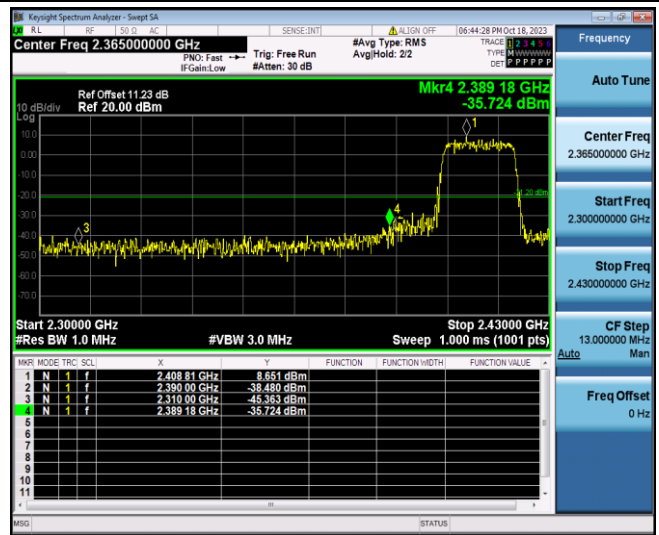 Keysight Spectrum Analyzer - Swept SA
RL RF 50 Ω AC SENSE:INT ALIGN OFF 06:44:28 PM Oct 18, 2023
Center Freq 2.365000000 GHz
PNO: Fast
IFGain:Low
Trig: Free Run
#Atten: 30 dB
#Avg Type: RMS
Avg|Hold: 2/2
TRACE 1 2 3 4 5 6
TYPE M WWWWW
DET P P P P P P
Frequency
Ref Offset 11.23 dB
10 dB/div Ref 20.00 dBm
Log
Mkr4 2.389 18 GHz
-35.724 dBm
10.0
0.00
-10.0
-20.0
-30.0
-40.0
-50.0
-60.0
-70.0
1
3
4
-21.20 dBm
Start 2.30000 GHz Stop 2.43000 GHz
#Res BW 1.0 MHz #VBW 3.0 MHz Sweep 1.000 ms (1001 pts)
MKR MODE TRC SCL X Y FUNCTION FUNCTION WIDTH FUNCTION VALUE
1 N 1 f 2.408 81 GHz 8.651 dBm
2 N 1 f 2.390 00 GHz -38.480 dBm
3 N 1 f 2.310 00 GHz -45.363 dBm
4 N 1 f 2.389 18 GHz -35.724 dBm
5
6
7
8
9
10
11
MSG STATUS
Auto Tune
Center Freq
2.365000000 GHz
Start Freq
2.300000000 GHz
Stop Freq
2.430000000 GHz
CF Step
13.000000 MHz
Auto Man
Freq Offset
0 Hz